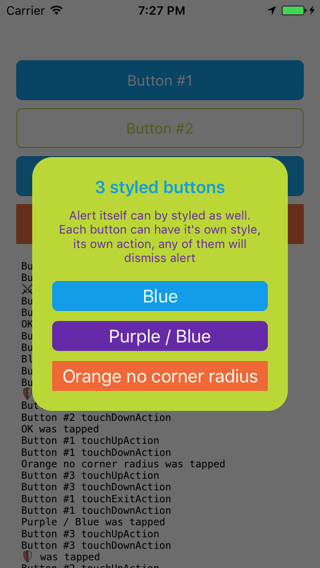 Carrier 7:27 PM
Button #1
Button #2
3 styled buttons
Alert itself can by styled as well.
Each button can have it's own style,
its own action, any of them will
dismiss alert
Blue
Purple / Blue
Orange no corner radius
Bu
Bu
Bu
Bu
OK
Bu
Bu
Bl
Bu
Bu
Bu
Button #2 touchDownAction
OK was tapped
Button #1 touchUpAction
Button #1 touchDownAction
Orange no corner radius was tapped
Button #3 touchUpAction
Button #3 touchDownAction
Button #1 touchExitAction
Button #1 touchDownAction
Purple / Blue was tapped
Button #3 touchUpAction
Button #3 touchDownAction
was tapped
Button #2 touchUpAction